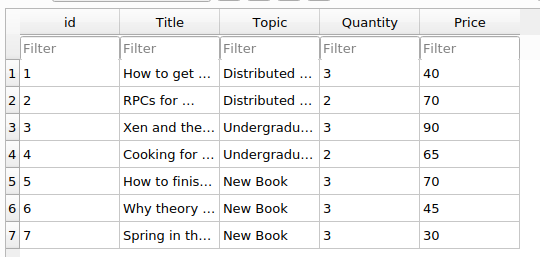 id Title Topic Quantity Price
Filter Filter Filter Filter Filter
1 1 How to get ... Distributed ... 3 40
2 2 RPCs for ... Distributed ... 2 70
3 3 Xen and the... Undergradu... 3 90
4 4 Cooking for ... Undergradu... 2 65
5 5 How to finis... New Book 3 70
6 6 Why theory ... New Book 3 45
7 7 Spring in th... New Book 3 30